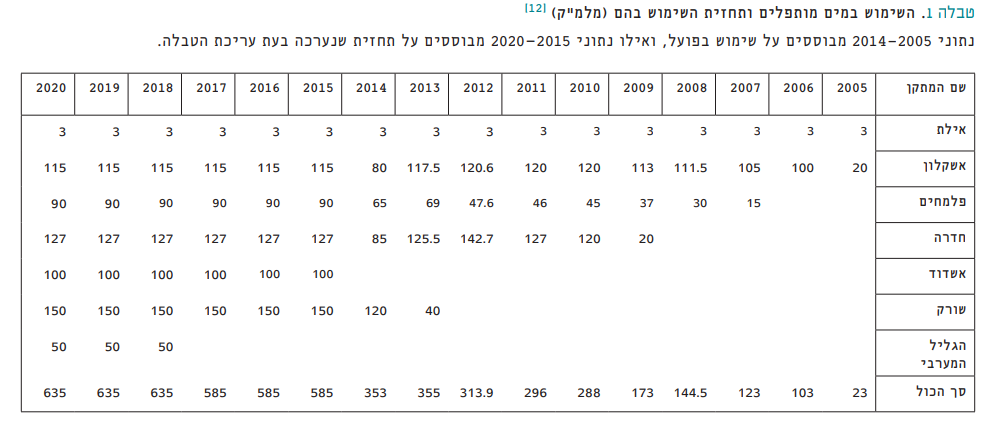 טבלה 1. השימוש במים מותפלים ותחזית השימוש בהם (מלמ"ק) [12]
נתוני 2005–2014 מבוססים על שימוש בפועל, ואילו נתוני 2015–2020 מבוססים על תחזית שנערכה בעת עריכת הטבלה.
שם המתקן 2005 2006 2007 2008 2009 2010 2011 2012 2013 2014 2015 2016 2017 2018 2019 2020
אילת 3 3 3 3 3 3 3 3 3 3 3 3 3 3 3 3
אשקלון 20 100 105 111.5 113 120 120 120.6 117.5 80 115 115 115 115 115 115
פלמחים 15 30 37 45 46 47.6 69 65 90 90 90 90 90 90
חדרה 20 120 127 142.7 125.5 85 127 127 127 127 127 127
אשדוד 100 100 100 100 100 100
שורק 40 120 150 150 150 150 150 150
הגליל
המערבי 50 50 50
סך הכול 23 103 123 144.5 173 288 296 313.9 355 353 585 585 585 635 635 635